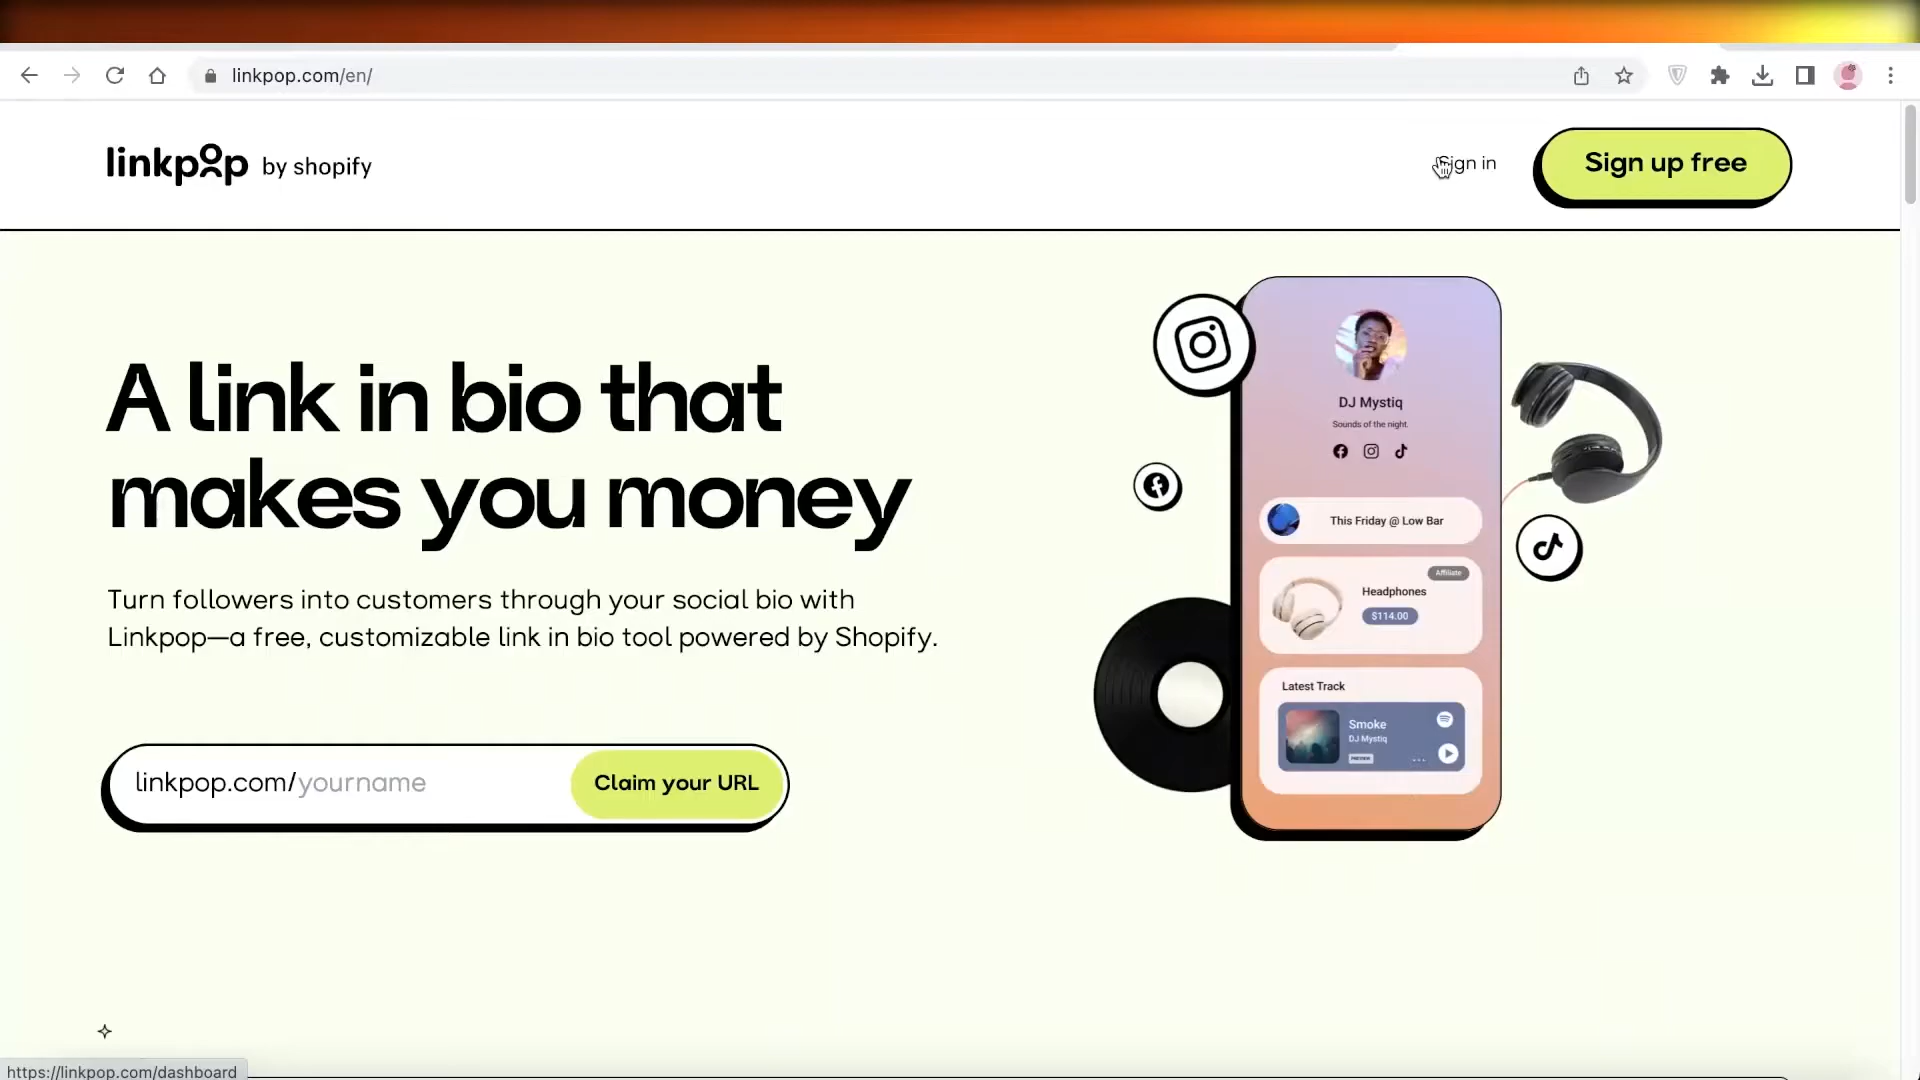 linkpop.com/en/
linkpop by shopify
Sign in
Sign up free
A link in bio that
makes you money
Turn followers into customers through your social bio with
Linkpop—a free, customizable link in bio tool powered by Shopify.
linkpop.com/yourname
Claim your URL
DJ Mystiq
Sounds of the night.
This Friday @ Low Bar
Affiliate
Headphones
$114.00
Latest Track
Smoke
DJ Mystiq
PREVIEW
https://linkpop.com/dashboard